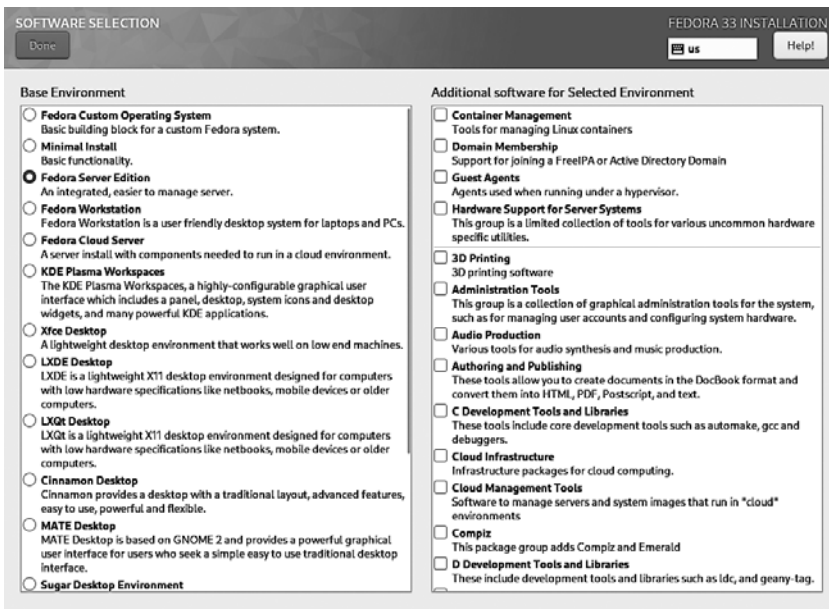 SOFTWARE SELECTION
FEDORA 33 INSTALLATION
Done
us
Help!
Base Environment
Fedora Custom Operating System
Basic building block for a custom Fedora system.
Minimal Install
Basic functionality.
Fedora Server Edition
An integrated, easier to manage server.
Fedora Workstation
Fedora Workstation is a user friendly desktop system for laptops and PCs.
Fedora Cloud Server
A server install with components needed to run in a cloud environment.
KDE Plasma Workspaces
The KDE Plasma Workspaces, a highly-configurable graphical user
interface which includes a panel, desktop, system icons and desktop
widgets, and many powerful KDE applications.
Xfce Desktop
A lightweight desktop environment that works well on low end machines.
LXDE Desktop
LXDE is a lightweight X11 desktop environment designed for computers
with low hardware specifications like netbooks, mobile devices or older
computers.
LXQt Desktop
LXQt is a lightweight X11 desktop environment designed for computers
with low hardware specifications like netbooks, mobile devices or older
computers.
Cinnamon Desktop
Cinnamon provides a desktop with a traditional layout, advanced features,
easy to use, powerful and flexible.
MATE Desktop
MATE Desktop is based on GNOME 2 and provides a powerful graphical
user interface for users who seek a simple easy to use traditional desktop
interface.
Sugar Desktop Environment
Additional software for Selected Environment
Container Management
Tools for managing Linux containers
Domain Membership
Support for joining a FreeIPA or Active Directory Domain
Guest Agents
Agents used when running under a hypervisor.
Hardware Support for Server Systems
This group is a limited collection of tools for various uncommon hardware
specific utilities.
3D Printing
3D printing software
Administration Tools
This group is a collection of graphical administration tools for the system,
such as for managing user accounts and configuring system hardware.
Audio Production
Various tools for audio synthesis and music production.
Authoring and Publishing
These tools allow you to create documents in the DocBook format and
convert them into HTML, PDF, Postscript, and text.
C Development Tools and Libraries
These tools include core development tools such as automake, gcc and
debuggers.
Cloud Infrastructure
Infrastructure packages for cloud computing.
Cloud Management Tools
Software to manage servers and system images that run in "cloud"
environments
Compiz
This package group adds Compiz and Emerald
D Development Tools and Libraries
These include development tools and libraries such as ldc, and geany-tag.